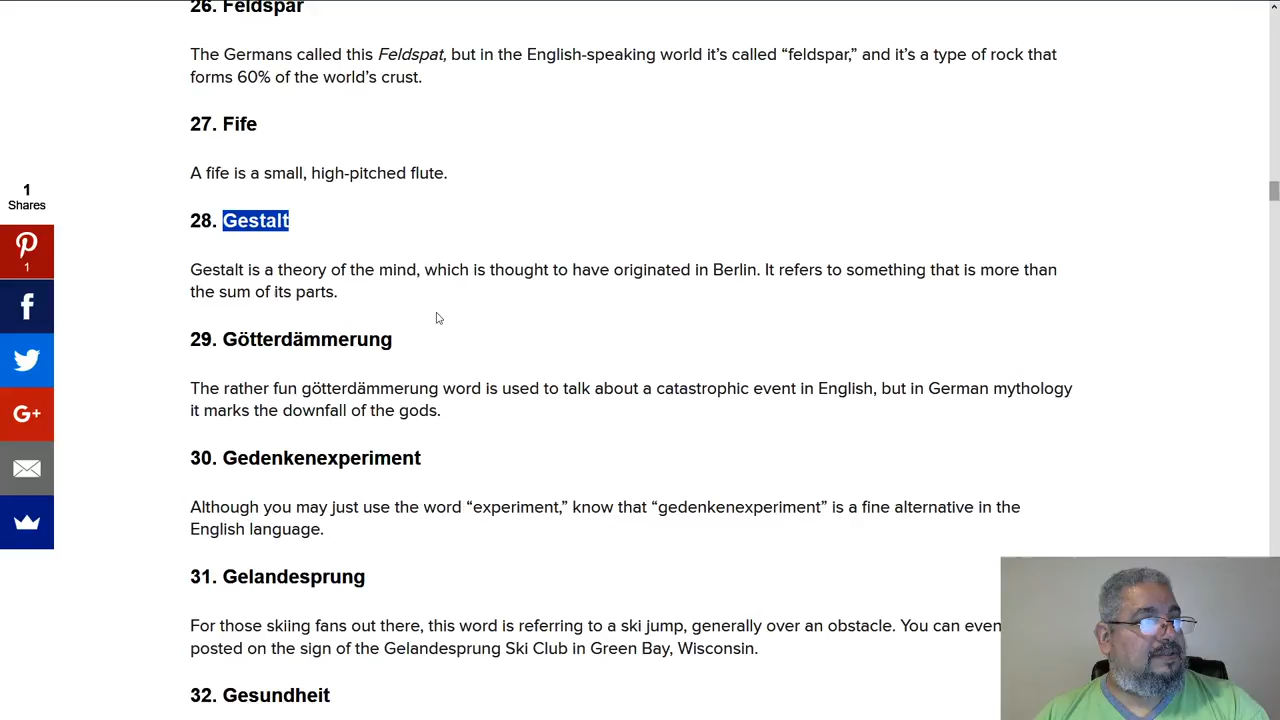 26. Feldspar
The Germans called this Feldspat, but in the English-speaking world it’s called “feldspar,” and it’s a type of rock that
forms 60% of the world’s crust.
27. Fife
A fife is a small, high-pitched flute.
1
Shares
28. Gestalt
1
Gestalt is a theory of the mind, which is thought to have originated in Berlin. It refers to something that is more than
the sum of its parts.
29. Götterdämmerung
The rather fun götterdämmerung word is used to talk about a catastrophic event in English, but in German mythology
it marks the downfall of the gods.
G+
30. Gedenkenexperiment
Although you may just use the word “experiment,” know that “gedenkenexperiment” is a fine alternative in the
English language.
31. Gelandesprung
For those skiing fans out there, this word is referring to a ski jump, generally over an obstacle. You can even
posted on the sign of the Gelandesprung Ski Club in Green Bay, Wisconsin.
32. Gesundheit